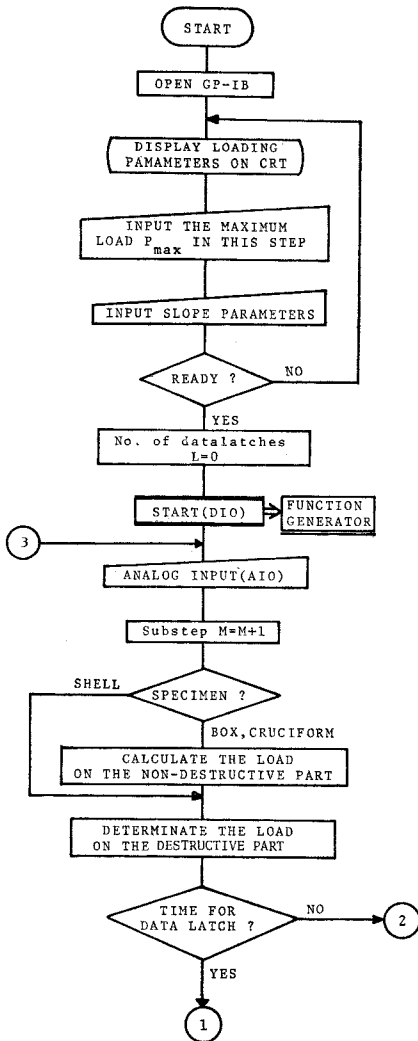 START
OPEN GP-IB
DISPLAY LOADING
PAMAMETERS ON CRT
INPUT THE MAXIMUM
LOAD Pmax IN THIS STEP
INPUT SLOPE PARAMETERS
READY ?
NO
YES
No. of datalatches
L=0
START(DIO)
FUNCTION
GENERATOR
3
ANALOG INPUT(AIO)
Substep M=M+1
SHELL
SPECIMEN ?
BOX,CRUCIFORM
CALCULATE THE LOAD
ON THE NON-DESTRUCTIVE PART
DETERMINATE THE LOAD
ON THE DESTRUCTIVE PART
TIME FOR
DATA LATCH ?
NO
2
YES
1